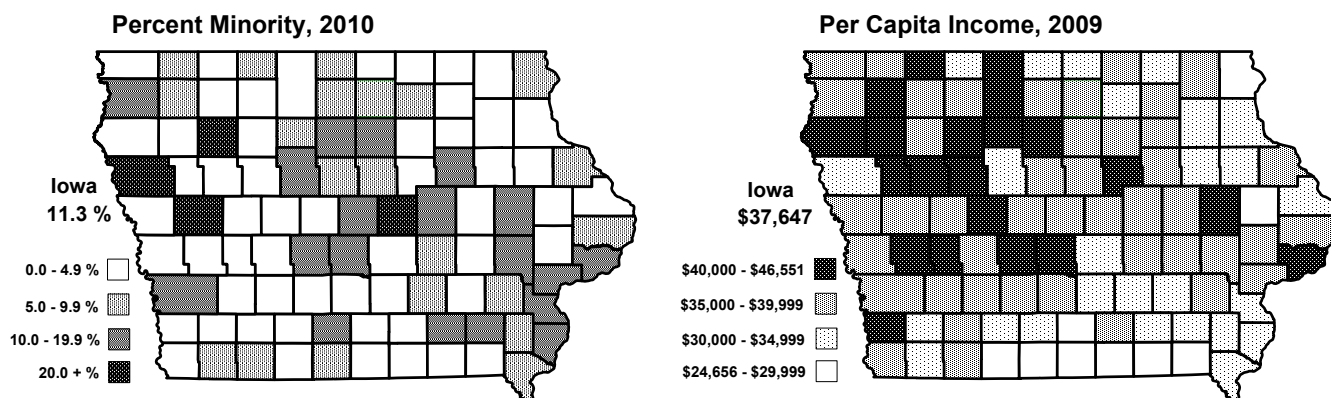 Percent Minority, 2010
Iowa
11.3 %
0.0 - 4.9 %
5.0 - 9.9 %
10.0 - 19.9 %
20.0 + %
Per Capita Income, 2009
Iowa
$37,647
$40,000 - $46,551
$35,000 - $39,999
$30,000 - $34,999
$24,656 - $29,999